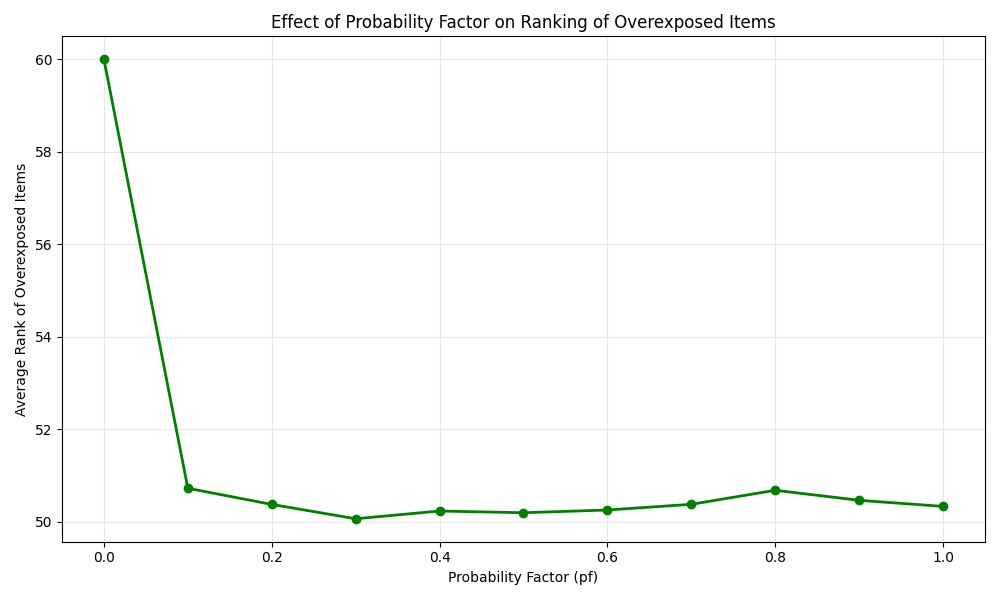 Effect of Probability Factor on Ranking of Overexposed Items
Average Rank of Overexposed Items
60
58
56
54
52
50
0.0 0.2 0.4 0.6 0.8 1.0
Probability Factor (pf)